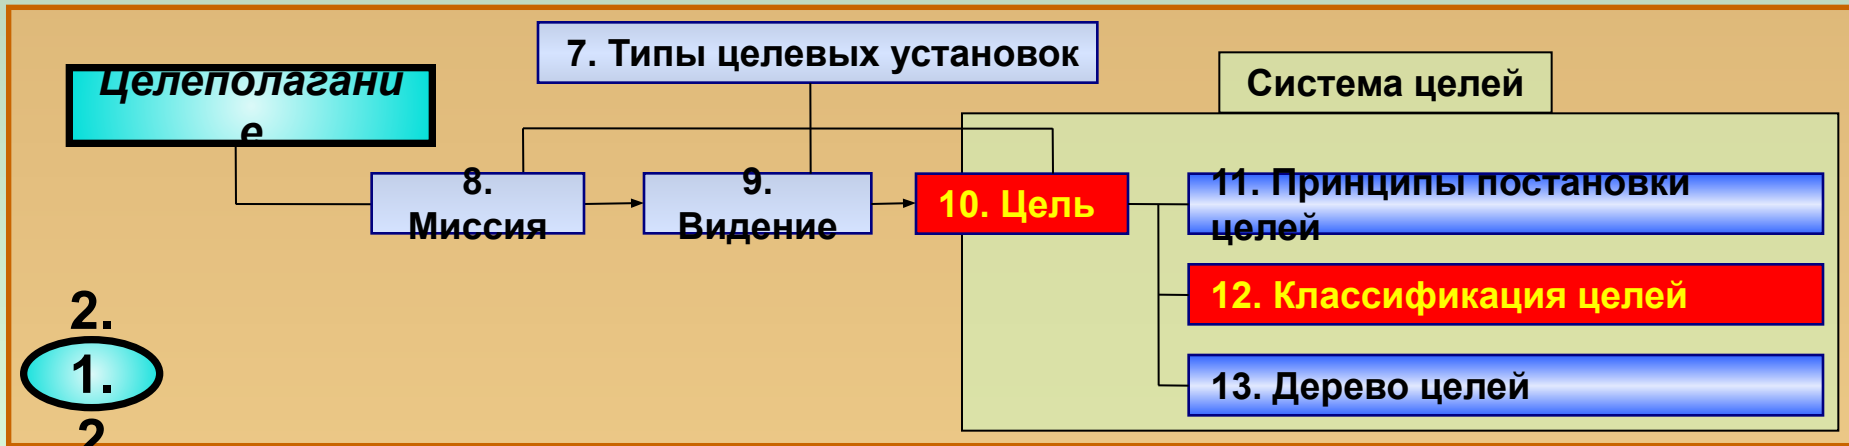 7. Типы целевых установок
Целеполагани
е
Система целей
8.
Миссия
9.
Видение
10. Цель
11. Принципы постановки
целей
12. Классификация целей
13. Дерево целей
2.
1.
2